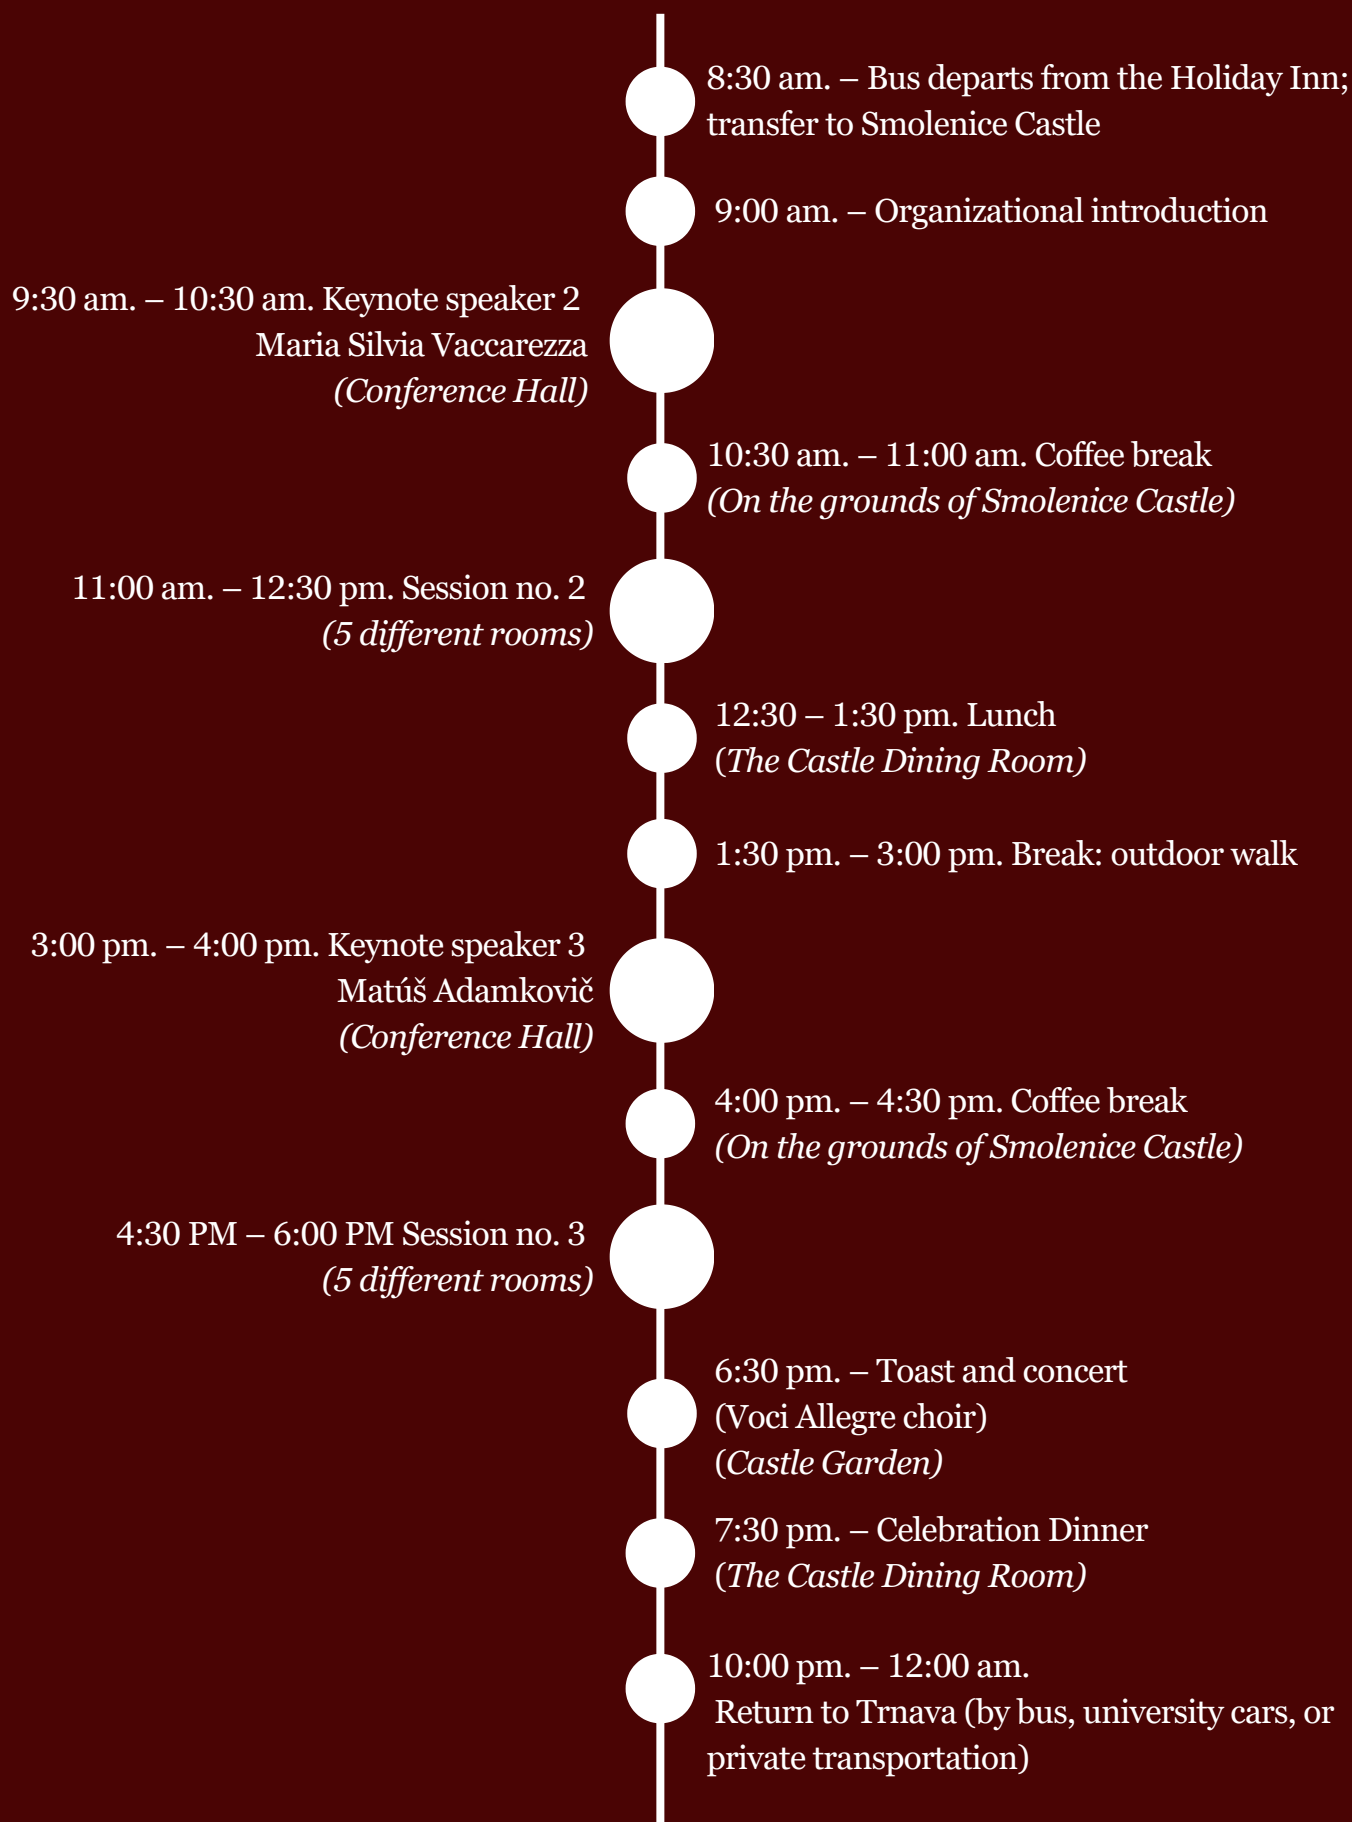 8:30 am. – Bus departs from the Holiday Inn;
transfer to Smolenice Castle
9:00 am. – Organizational introduction
9:30 am. – 10:30 am. Keynote speaker 2
Maria Silvia Vaccarezza
(Conference Hall)
10:30 am. – 11:00 am. Coffee break
(On the grounds of Smolenice Castle)
11:00 am. – 12:30 pm. Session no. 2
(5 different rooms)
12:30 – 1:30 pm. Lunch
(The Castle Dining Room)
1:30 pm. – 3:00 pm. Break: outdoor walk
3:00 pm. – 4:00 pm. Keynote speaker 3
Matúš Adamkovič
(Conference Hall)
4:00 pm. – 4:30 pm. Coffee break
(On the grounds of Smolenice Castle)
4:30 PM – 6:00 PM Session no. 3
(5 different rooms)
6:30 pm. – Toast and concert
(Voci Allegre choir)
(Castle Garden)
7:30 pm. – Celebration Dinner
(The Castle Dining Room)
10:00 pm. – 12:00 am.
Return to Trnava (by bus, university cars, or
private transportation)